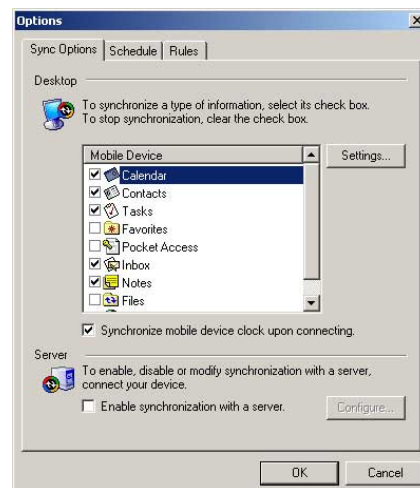 Options
Sync Options Schedule Rules
Desktop
To synchronize a type of information, select its check box.
To stop synchronization, clear the check box.
Mobile Device
Settings...
Calendar
Contacts
Tasks
Favorites
Pocket Access
Inbox
Notes
Files
Synchronize mobile device clock upon connecting.
Server
To enable, disable or modify synchronization with a server,
connect your device.
Enable synchronization with a server.
Configure...
OK Cancel